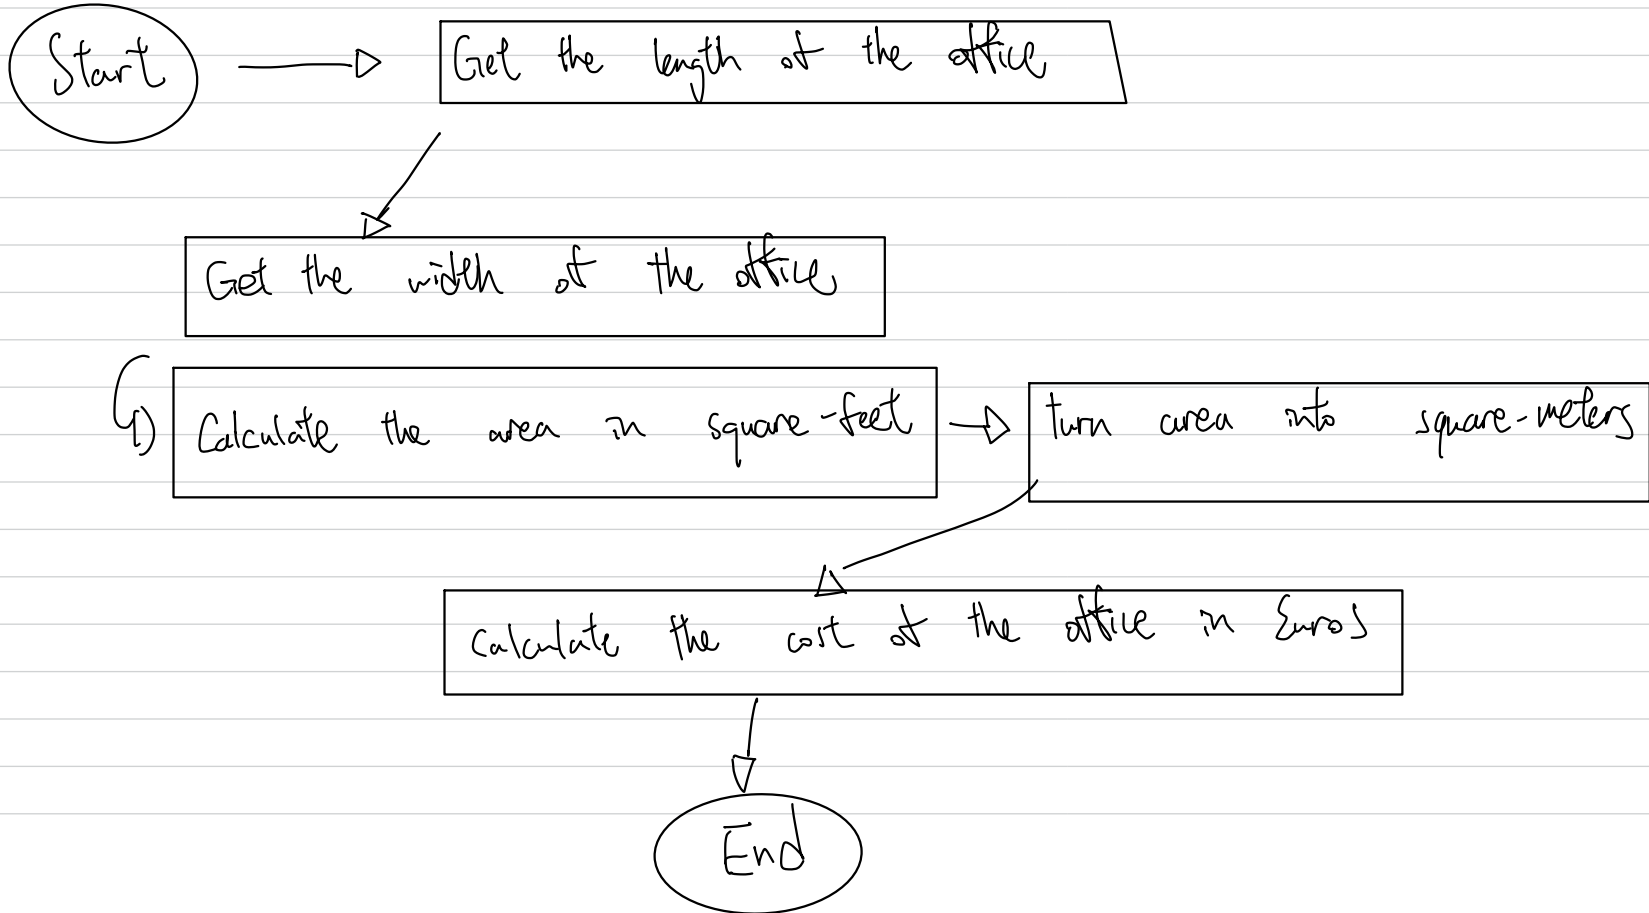 Start
Get the length of the office
Get the width of the office
Calculate the area in square-feet
turn area into square-meters
Calculate the cost of the office in Euros
End